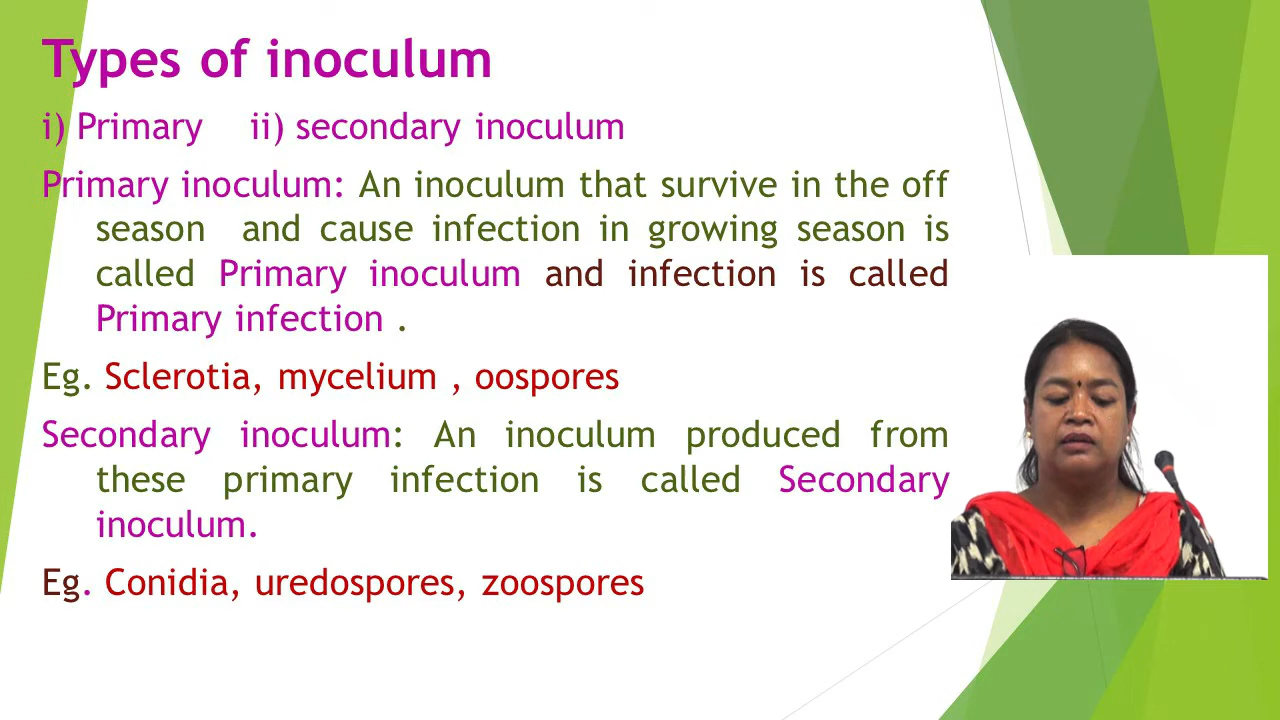 Types of inoculum
i) Primary ii) secondary inoculum
Primary inoculum: An inoculum that survive in the off
season and cause infection in growing season is
called Primary inoculum and infection is called
Primary infection .
Eg. Sclerotia, mycelium , oospores
Secondary inoculum: An inoculum produced from
these primary infection is called Secondary
inoculum.
Eg. Conidia, uredospores, zoospores